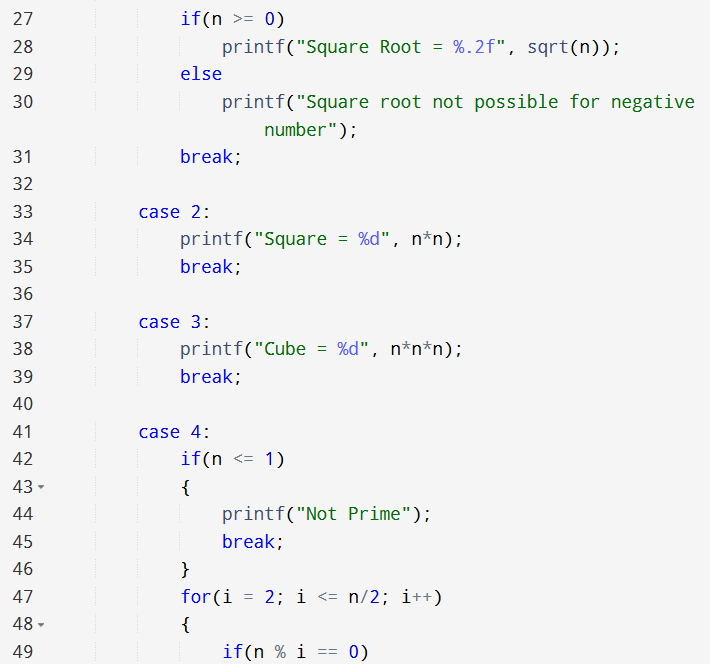 27 if(n >= 0)
28 printf("Square Root = %.2f", sqrt(n));
29 else
30 printf("Square root not possible for negative
number");
31 break;
32
33 case 2:
34 printf("Square = %d", n*n);
35 break;
36
37 case 3:
38 printf("Cube = %d", n*n*n);
39 break;
40
41 case 4:
42 if(n <= 1)
43 {
44 printf("Not Prime");
45 break;
46 }
47 for(i = 2; i <= n/2; i++)
48 {
49 if(n % i == 0)